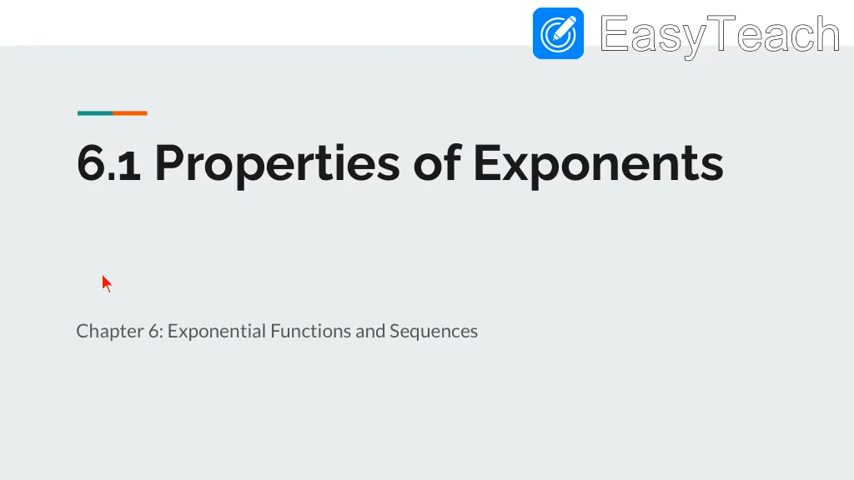 EasyTeach
6.1 Properties of Exponents
Chapter 6: Exponential Functions and Sequences